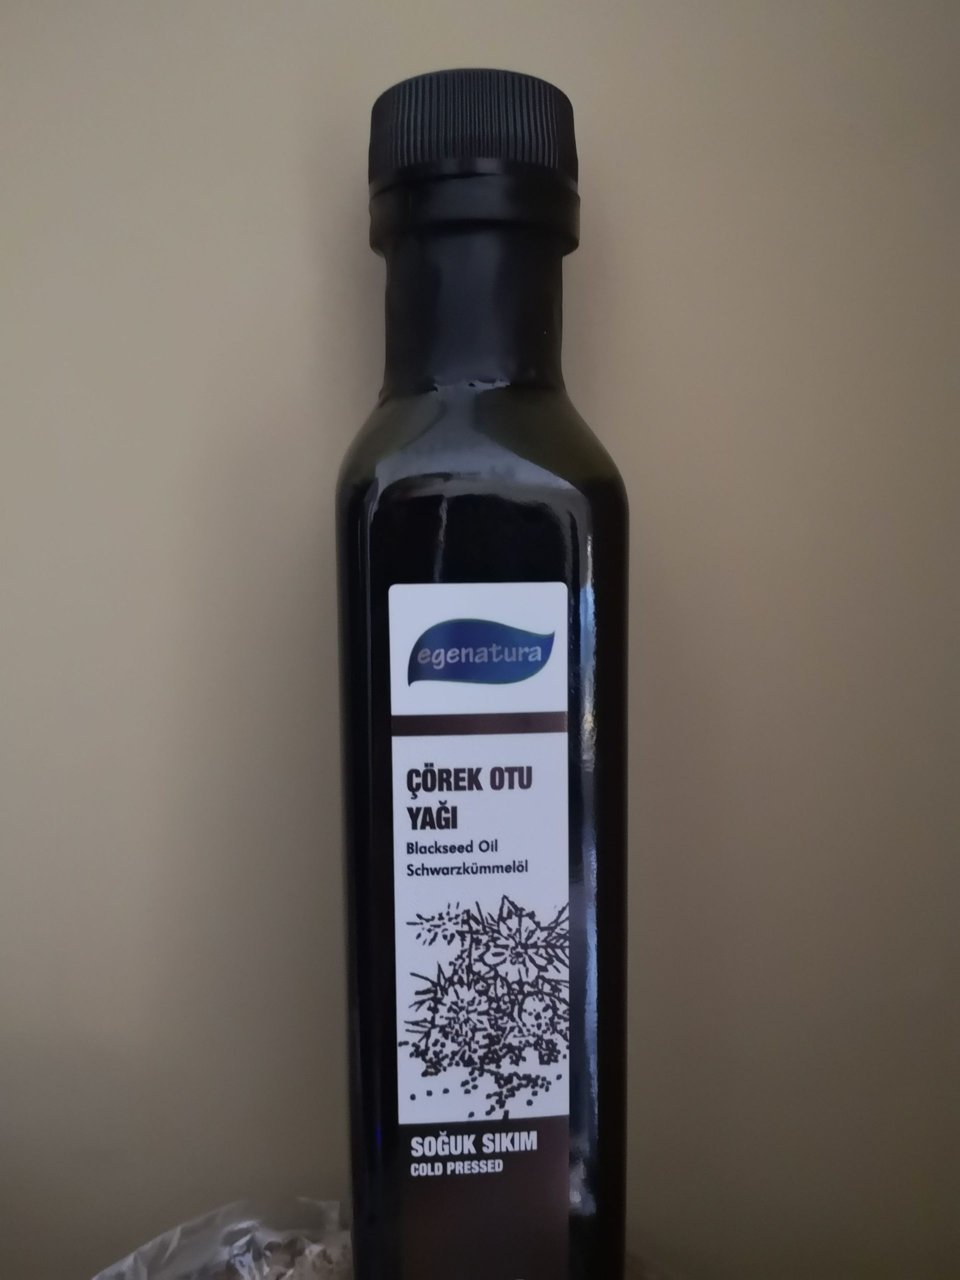 egenatura
ÇÖREK OTU
YAĞI
Blackseed Oil
Schwarzkümmelöl
SOĞUK SIKIM
COLD PRESSED